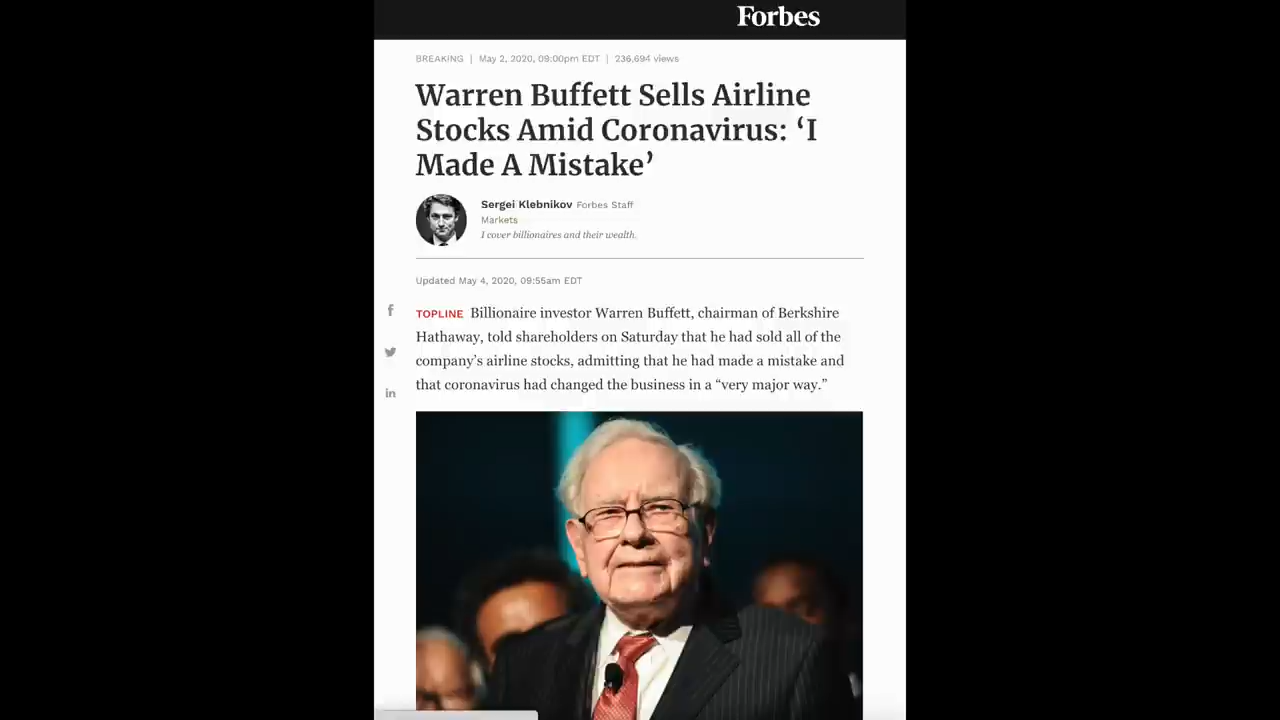 Forbes
BREAKING | May 2, 2020, 09:00pm EDT | 236,694 views
Warren Buffett Sells Airline
Stocks Amid Coronavirus: ‘I
Made A Mistake’
Sergei Klebnikov Forbes Staff
Markets
I cover billionaires and their wealth.
Updated May 4, 2020, 09:55am EDT
TOPLINE Billionaire investor Warren Buffett, chairman of Berkshire
Hathaway, told shareholders on Saturday that he had sold all of the
company’s airline stocks, admitting that he had made a mistake and
that coronavirus had changed the business in a “very major way.”